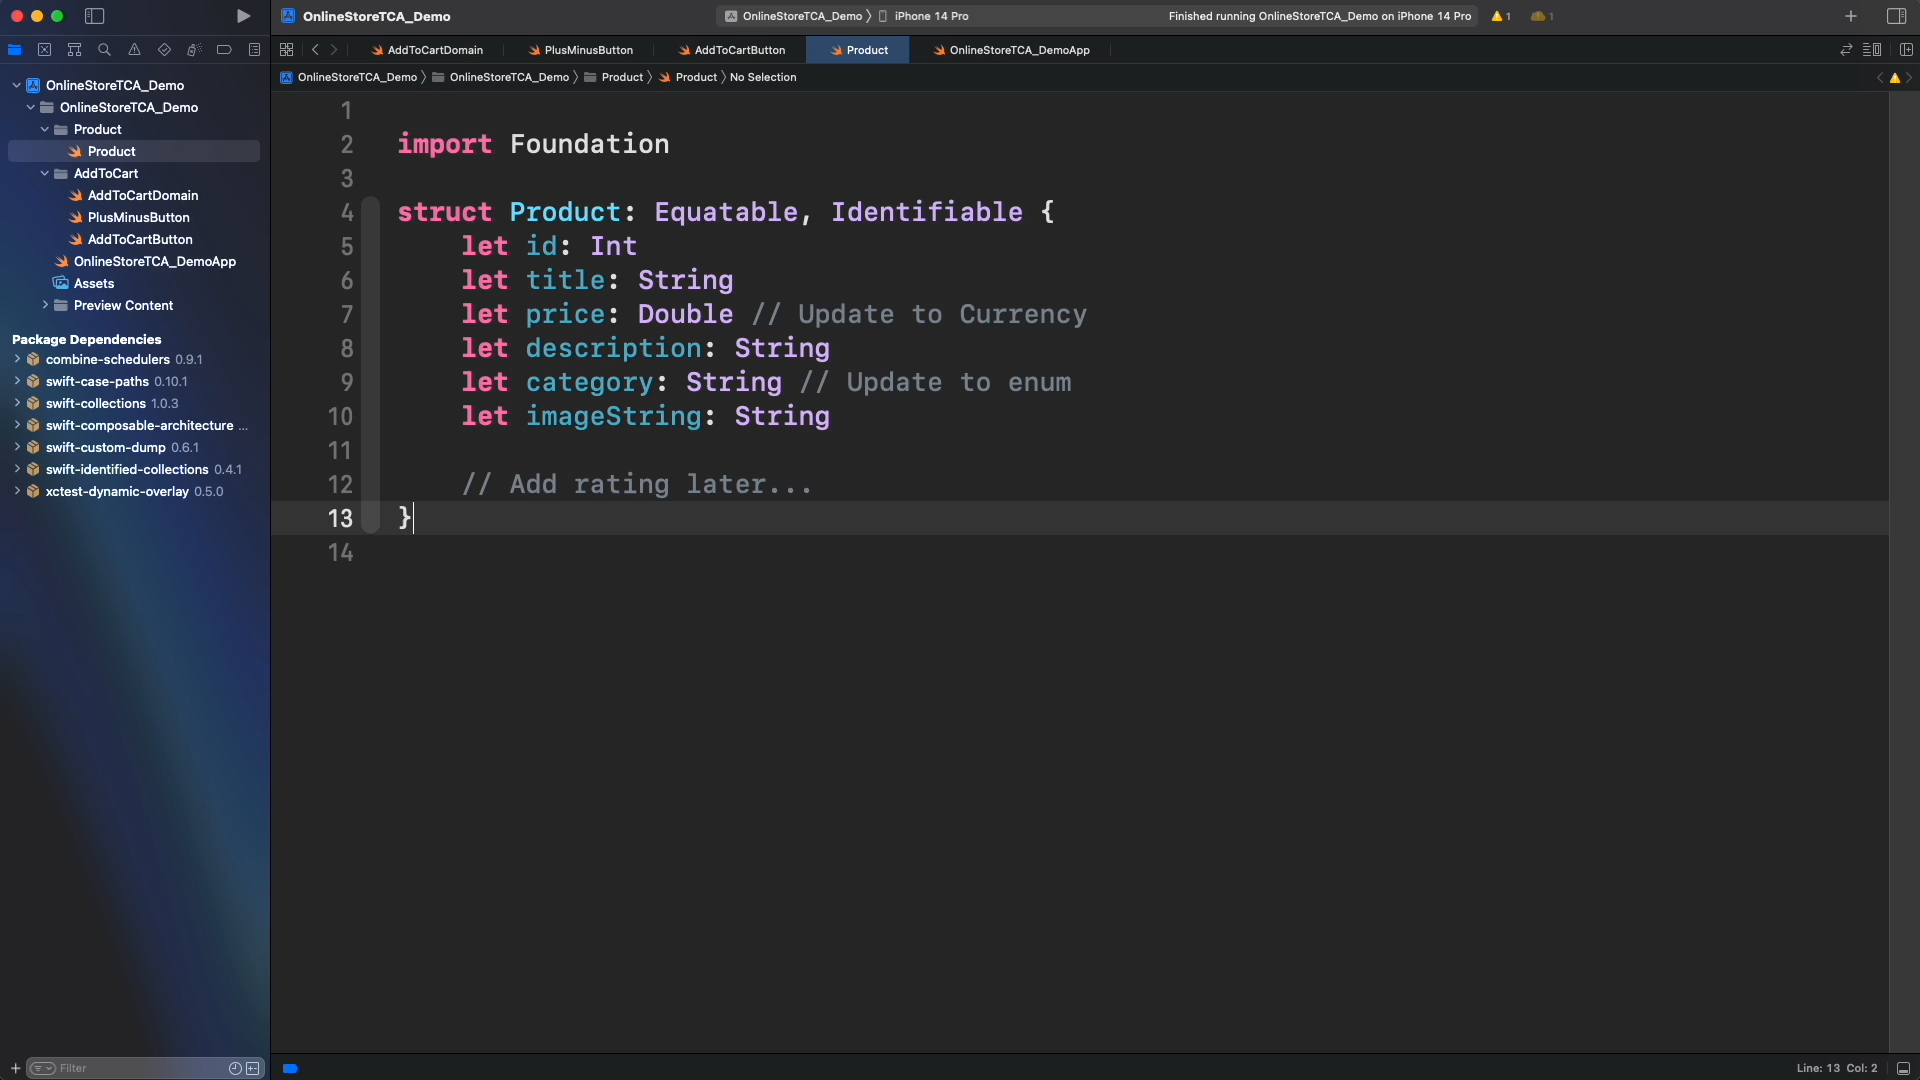 OnlineStoreTCA_Demo
OnlineStoreTCA_Demo 〉 iPhone 14 Pro
Finished running OnlineStoreTCA_Demo on iPhone 14 Pro
1
1
AddToCartDomain
PlusMinusButton
AddToCartButton
Product
OnlineStoreTCA_DemoApp
OnlineStoreTCA_Demo 〉 OnlineStoreTCA_Demo 〉 Product 〉 Product 〉 No Selection
OnlineStoreTCA_Demo
OnlineStoreTCA_Demo
Product
Product
AddToCart
AddToCartDomain
PlusMinusButton
AddToCartButton
OnlineStoreTCA_DemoApp
Assets
Preview Content
Package Dependencies
combine-schedulers 0.9.1
swift-case-paths 0.10.1
swift-collections 1.0.3
swift-composable-architecture ...
swift-custom-dump 0.6.1
swift-identified-collections 0.4.1
xctest-dynamic-overlay 0.5.0
Filter
1
2 import Foundation
3
4 struct Product: Equatable, Identifiable {
5 let id: Int
6 let title: String
7 let price: Double // Update to Currency
8 let description: String
9 let category: String // Update to enum
10 let imageString: String
11
12 // Add rating later...
13 }
14
Line: 13 Col: 2